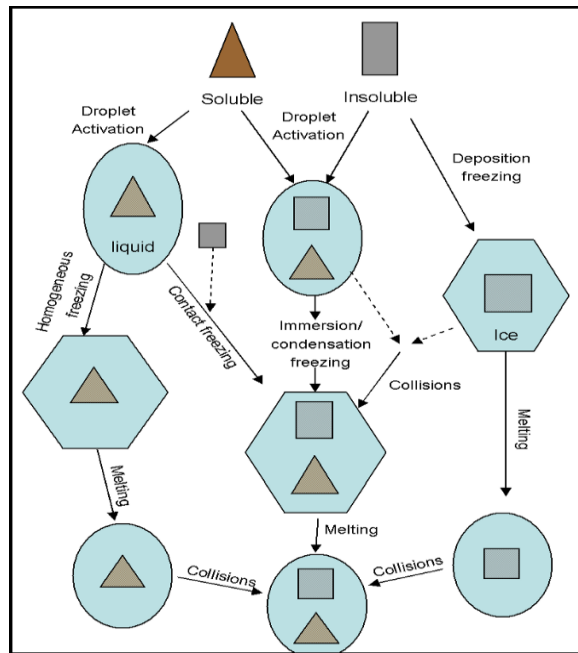 Soluble
Insoluble
Droplet
Activation
Droplet
Activation
Deposition
freezing
liquid
Homogeneous
freezing
Contact freezing
Immersion/
condensation
freezing
Ice
Collisions
Melting
Melting
Melting
Collisions
Collisions